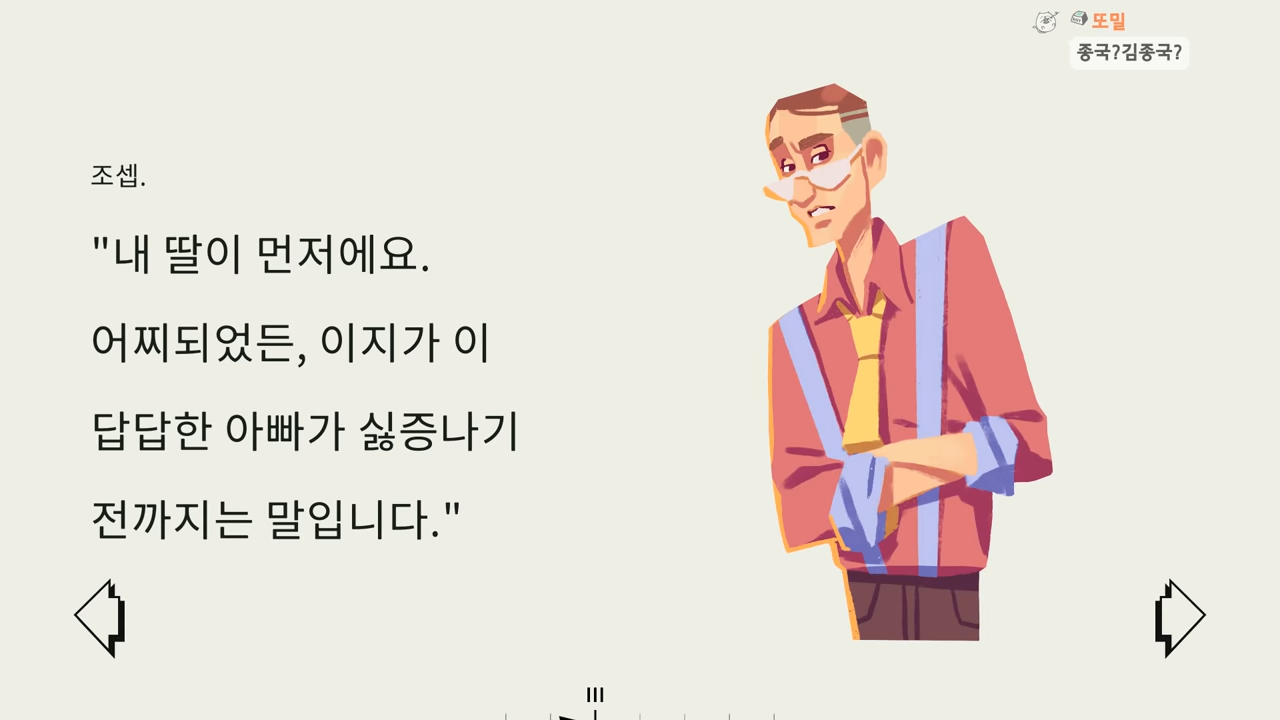 또밀
종국?김종국?
조셉.
"내 딸이 먼저에요.
어찌되었든, 이지가 이
답답한 아빠가 싫증나기
전까지는 말입니다."
III